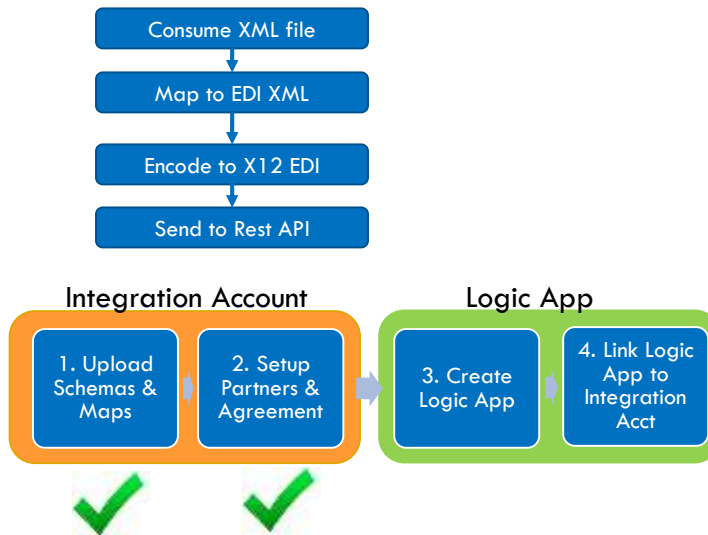 Consume XML file
Map to EDI XML
Encode to X12 EDI
Send to Rest API
Integration Account
Logic App
1. Upload
Schemas &
Maps
2. Setup
Partners &
Agreement
3. Create
Logic App
4. Link Logic
App to
Integration
Acct